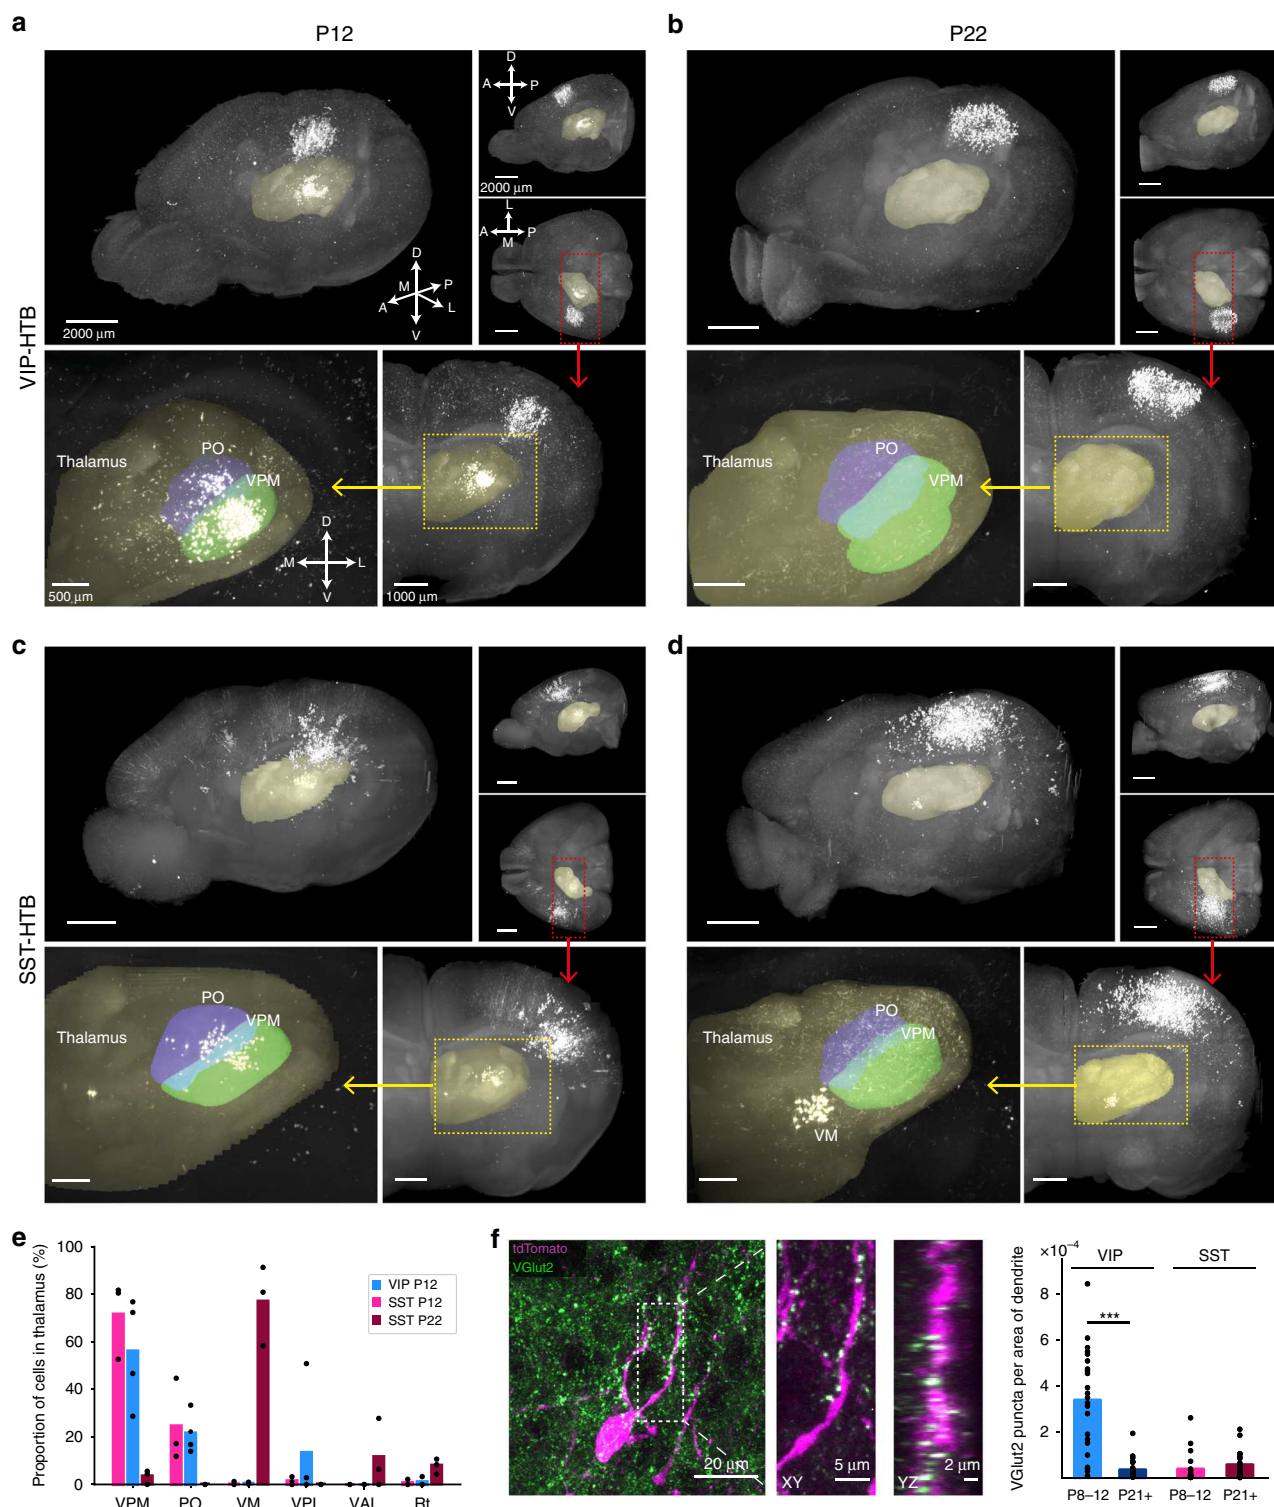 a
P12
b
P22
VIP-HTB
D
A
P
V
2000 µm
L
A
P
M
D
M
P
A
L
V
2000 µm
PO
VPM
Thalamus
D
M
L
V
500 µm
1000 µm
PO
VPM
Thalamus
c
d
SST-HTB
PO
VPM
Thalamus
PO
VPM
Thalamus
VM
e
Proportion of cells in thalamus (%)
100
80
60
40
20
0
VIP P12
SST P12
SST P22
VPM PO VM VPL VAL Rt
f
tdTomato
VGlut2
20 µm
XY
5 µm
YZ
2 µm
VGlut2 puncta per area of dendrite
×10⁻⁴
VIP SST
***
8
6
4
2
P8–12 P21+ P8–12 P21+